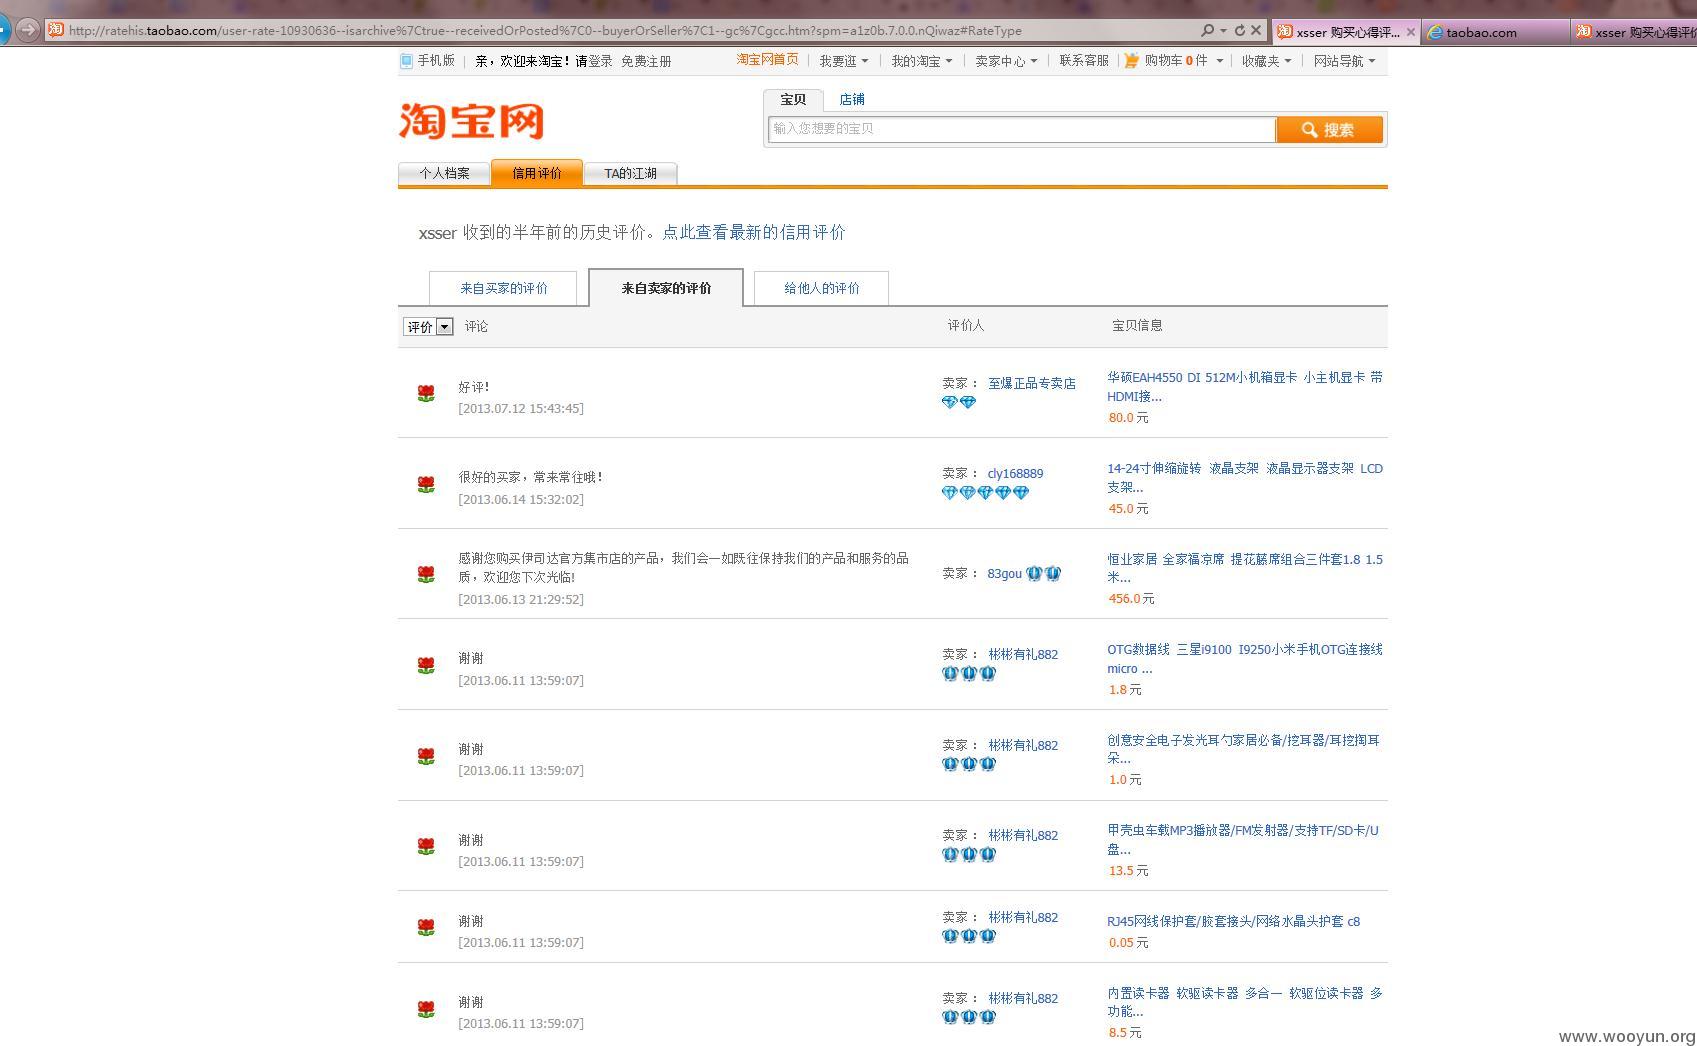 http://ratehis.taobao.com/user-rate-10930636--isarchive%7Ctrue--receivedOrPosted%7C0--buyerOrSeller%7C1--gc%7Cgcc.htm?spm=a1z0b.7.0.0.nQiwaz#RateType
xsser 购买心得评...
taobao.com
xsser 购买心得评价
手机版 亲，欢迎来淘宝！请登录 免费注册 淘宝网首页 我要逛 我的淘宝 卖家中心 联系客服 购物车 0 件 收藏夹 网站导航
淘宝网
宝贝 店铺
输入您想要的宝贝 搜索
个人档案 信用评价 TA的江湖
xsser 收到的半年前的历史评价。点此查看最新的信用评价
来自买家的评价 来自卖家的评价 给他人的评价
评价 评论 评价人 宝贝信息
好评！
[2013.07.12 15:43:45]
卖家： 至爆正品专卖店
华硕EAH4550 DI 512M小机箱显卡 小主机显卡 带
HDMI接...
80.0 元
很好的买家，常来常往哦！
[2013.06.14 15:32:02]
卖家： cly168889
14-24寸伸缩旋转 液晶支架 液晶显示器支架 LCD
支架...
45.0 元
感谢您购买伊司达官方集市店的产品，我们会一如既往保持我们的产品和服务的品
质，欢迎您下次光临!
[2013.06.13 21:29:52]
卖家： 83gou
恒业家居 全家福凉席 提花藤席组合三件套1.8 1.5
米...
456.0 元
谢谢
[2013.06.11 13:59:07]
卖家： 彬彬有礼882
OTG数据线 三星i9100 I9250小米手机OTG连接线
micro ...
1.8 元
谢谢
[2013.06.11 13:59:07]
卖家： 彬彬有礼882
创意安全电子发光耳勺家居必备/挖耳器/耳挖掏耳
朵...
1.0 元
谢谢
[2013.06.11 13:59:07]
卖家： 彬彬有礼882
甲壳虫车载MP3播放器/FM发射器/支持TF/SD卡/U
盘...
13.5 元
谢谢
[2013.06.11 13:59:07]
卖家： 彬彬有礼882
RJ45网线保护套/胶套接头/网络水晶头护套 c8
0.05 元
谢谢
[2013.06.11 13:59:07]
卖家： 彬彬有礼882
内置读卡器 软驱读卡器 多合一 软驱位读卡器 多
功能...
8.5 元
www.wooyun.org